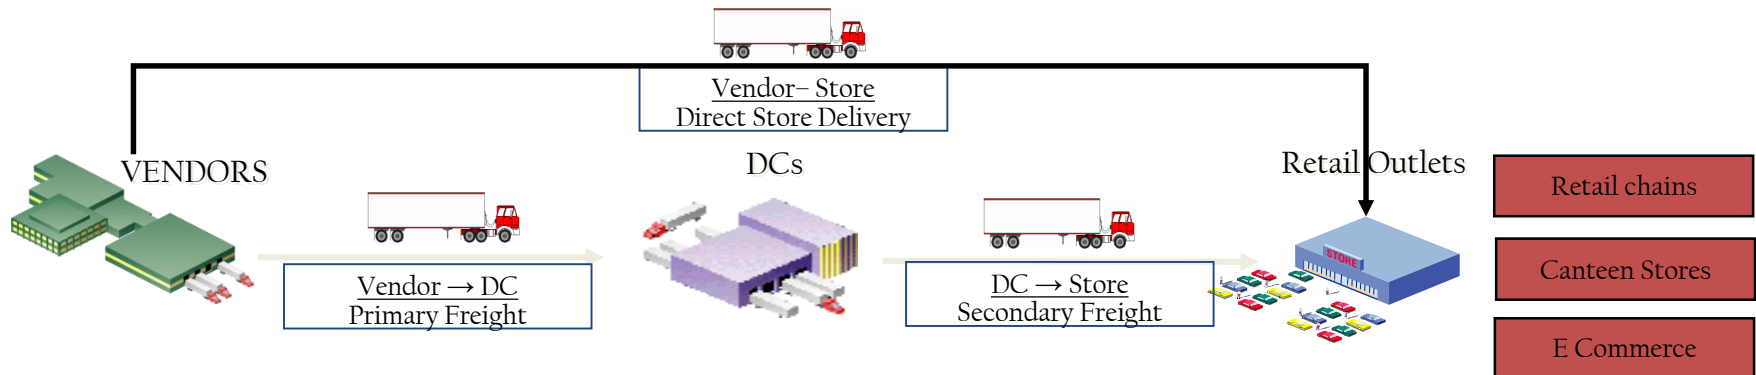 Vendor– Store
Direct Store Delivery
VENDORS
DCs
Retail Outlets
Vendor → DC
Primary Freight
DC → Store
Secondary Freight
STORE
Retail chains
Canteen Stores
E Commerce